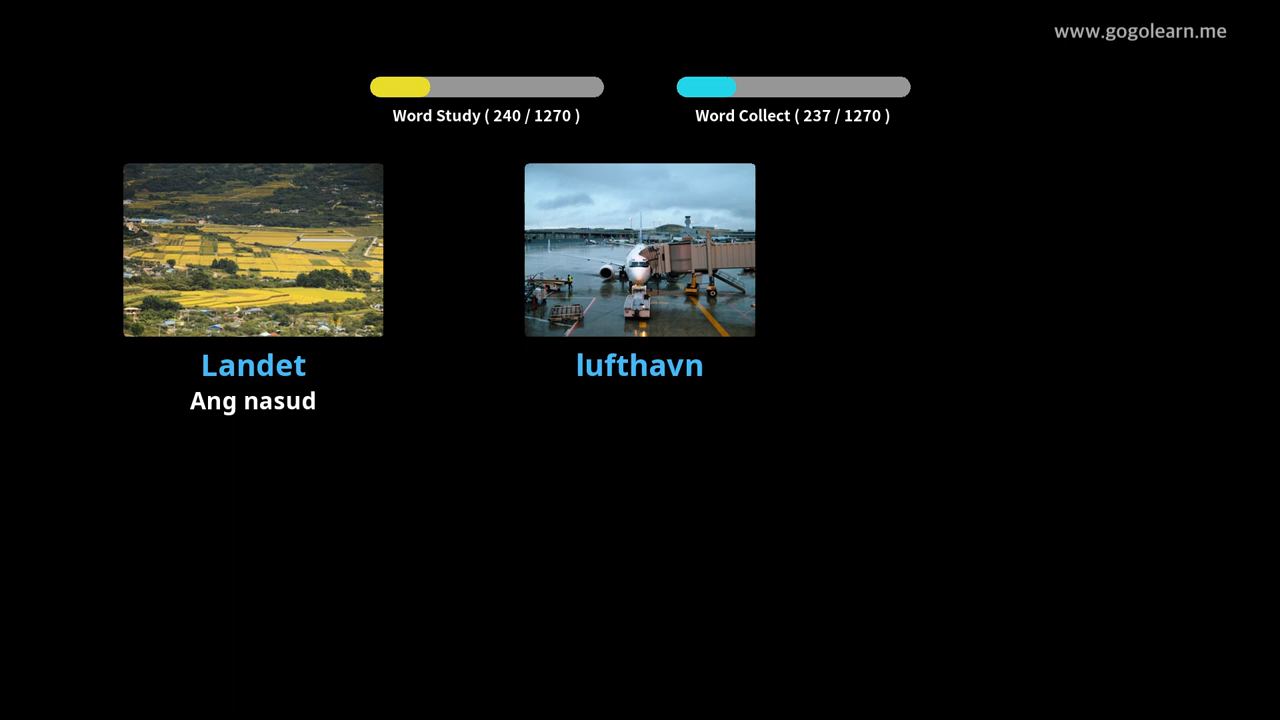 www.gogolearn.me
Word Study ( 240 / 1270 )
Word Collect ( 237 / 1270 )
Landet
Ang nasud
lufthavn